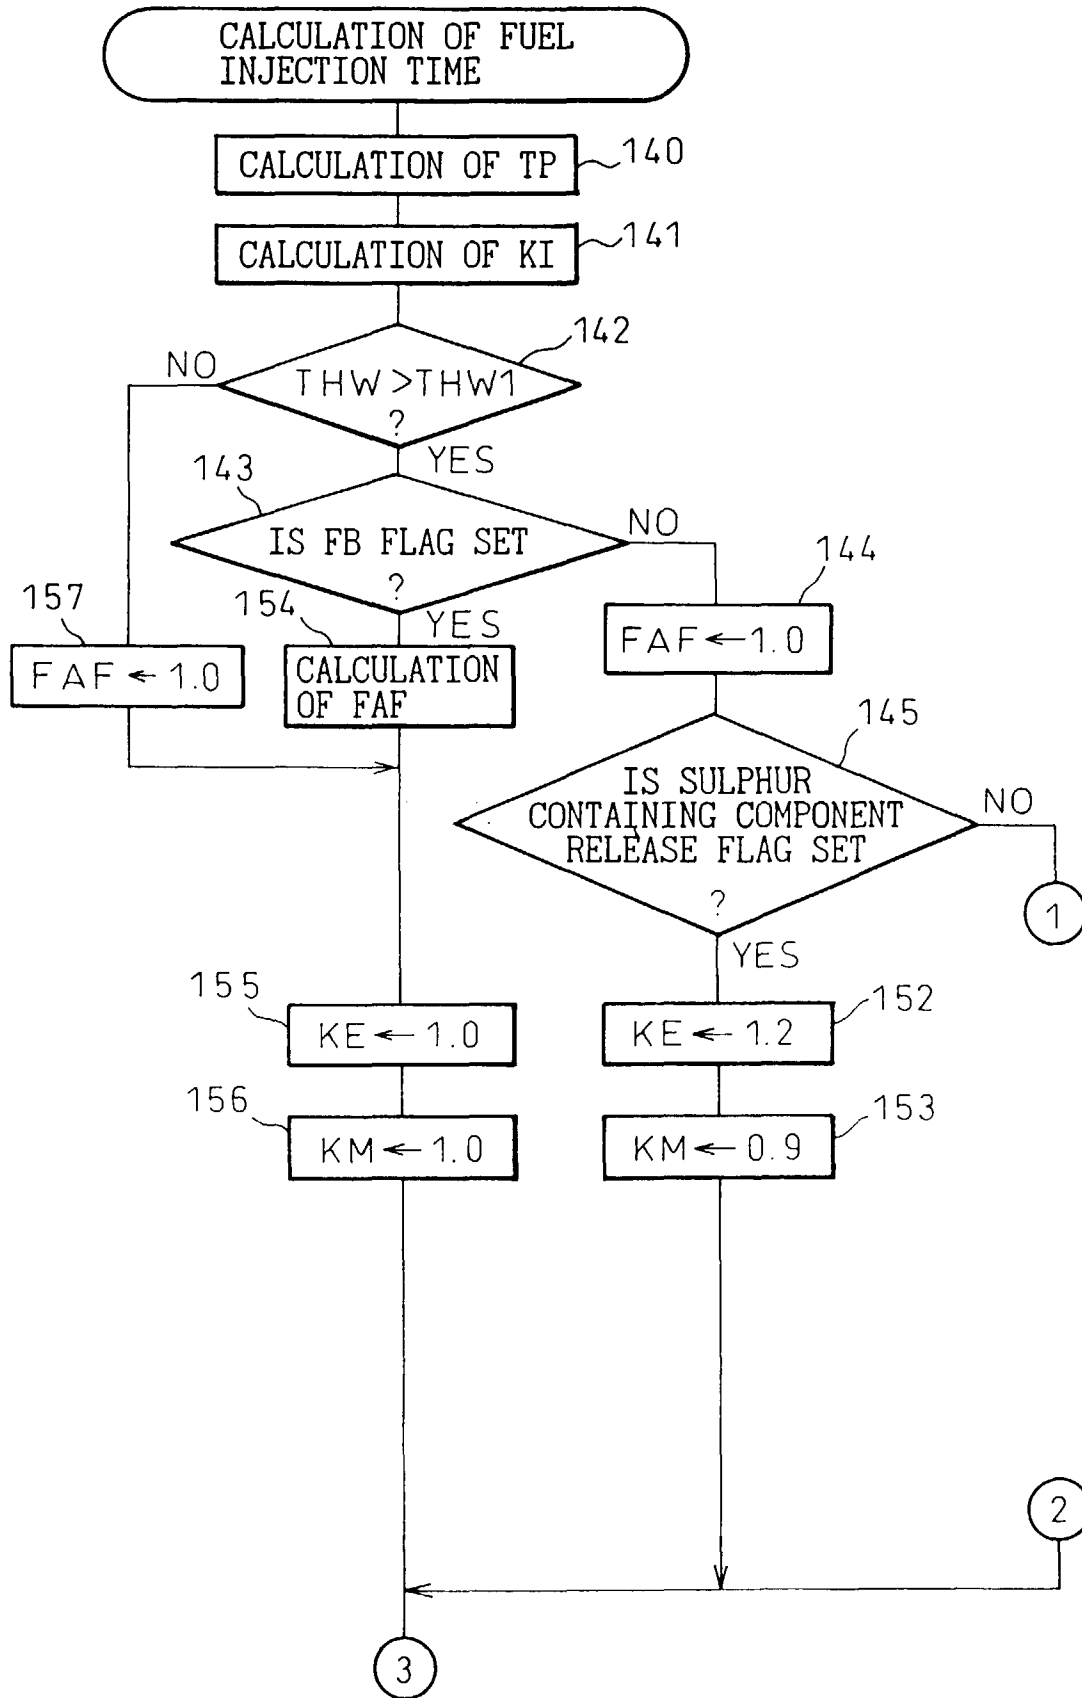 CALCULATION OF FUEL
INJECTION TIME
CALCULATION OF TP
140
CALCULATION OF KI
141
THW>THW1
?
142
NO
YES
143
IS FB FLAG SET
?
NO
YES
144
FAF←1.0
157
FAF←1.0
154
CALCULATION
OF FAF
145
IS SULPHUR
CONTAINING COMPONENT
RELEASE FLAG SET
?
NO
1
YES
155
KE←1.0
152
KE←1.2
156
KM←1.0
153
KM←0.9
2
3